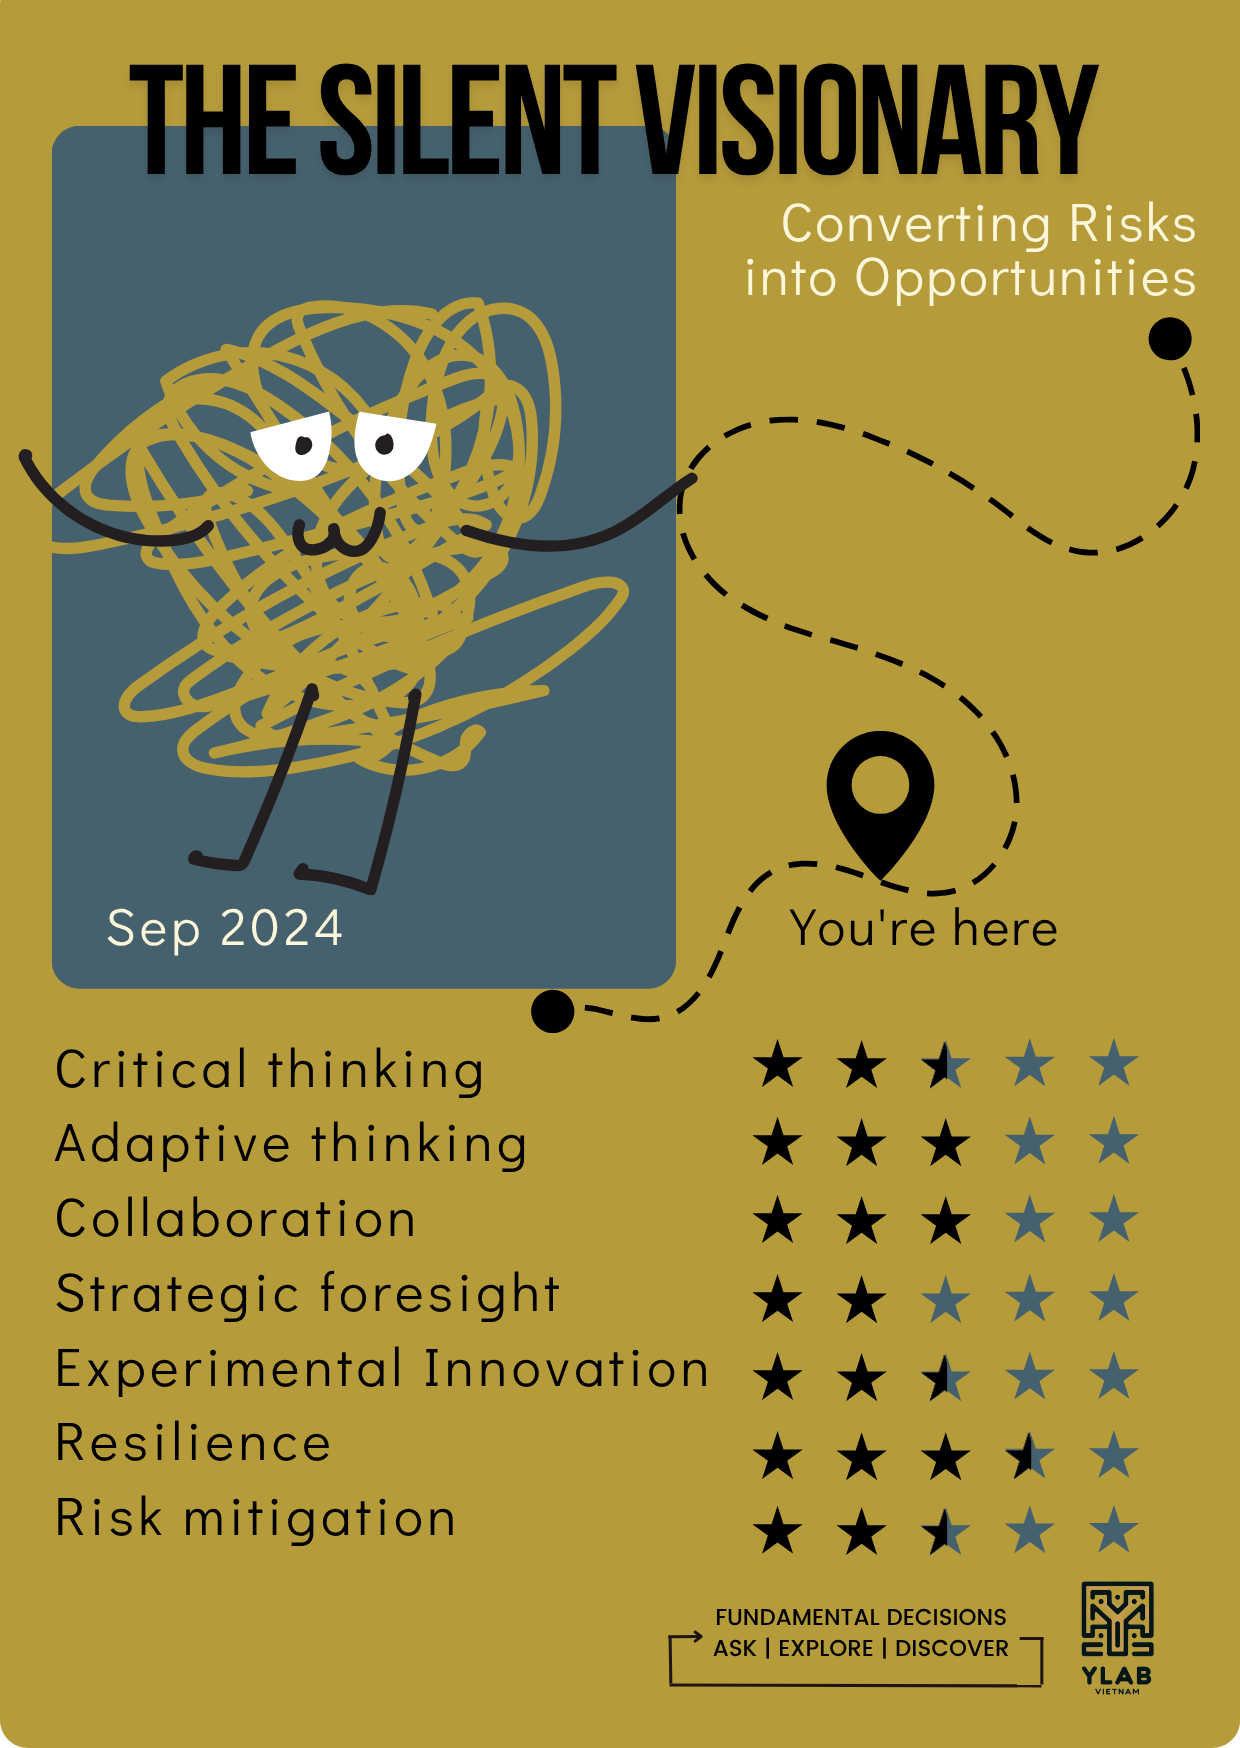 THE SILENT VISIONARY
Converting Risks
into Opportunities
Sep 2024
You're here
Critical thinking
Adaptive thinking
Collaboration
Strategic foresight
Experimental Innovation
Resilience
Risk mitigation
FUNDAMENTAL DECISIONS
ASK | EXPLORE | DISCOVER
YLAB
VIETNAM